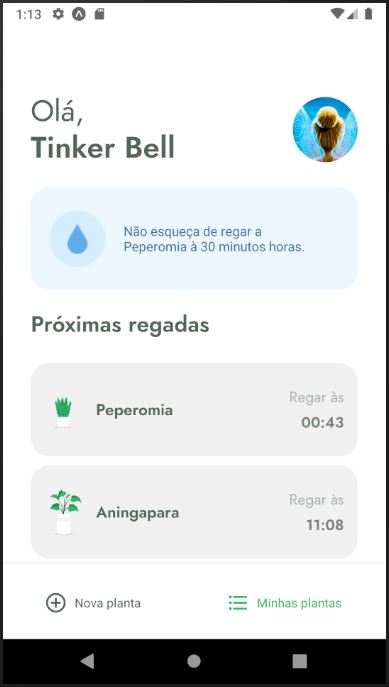 1:13
Olá,
Tinker Bell
Não esqueça de regar a
Peperomia à 30 minutos horas.
Próximas regadas
Peperomia
Regar às
00:43
Aningapara
Regar às
11:08
Nova planta
Minhas plantas